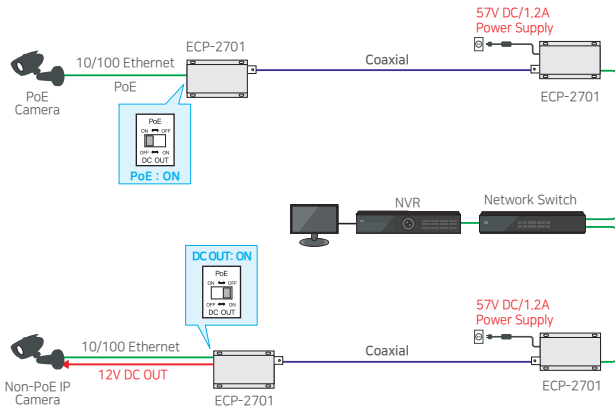 57V DC/1.2A
Power Supply
ECP-2701
10/100 Ethernet
Coaxial
PoE
PoE
Camera
ECP-2701
PoE
ON ⬌ OFF
OFF ⬌ ON
DC OUT
PoE : ON
NVR
Network Switch
DC OUT: ON
PoE
ON ⬌ OFF
OFF ⬌ ON
DC OUT
57V DC/1.2A
Power Supply
10/100 Ethernet
Coaxial
12V DC OUT
Non-PoE IP
Camera
ECP-2701
ECP-2701